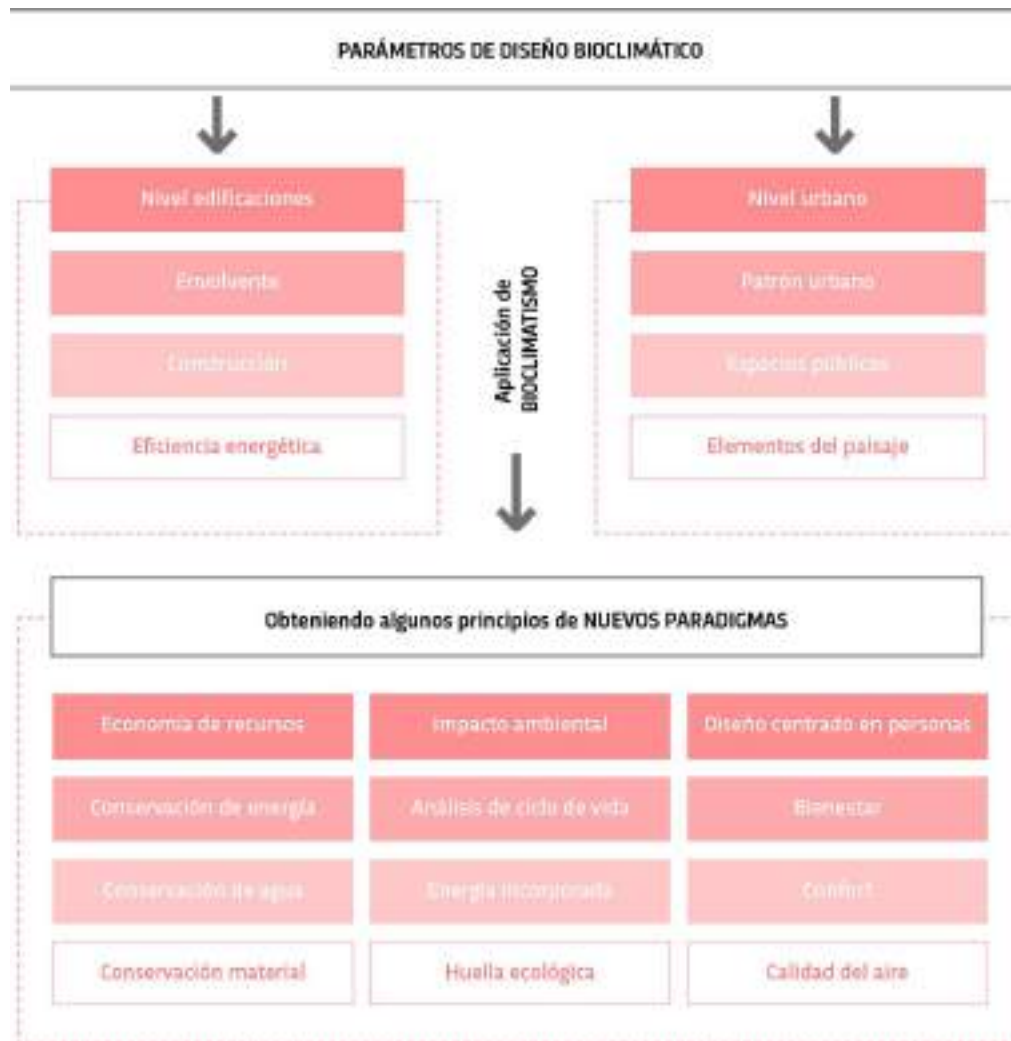 PARÁMETROS DE DISEÑO BIOCLIMÁTICO
Nivel edificaciones
Envolvente
Construcción
Eficiencia energética
Aplicación de
BIOCLIMATISMO
Nivel urbano
Patrón urbano
Espacios públicos
Elementos del paisaje
Obteniendo algunos principios de NUEVOS PARADIGMAS
Economía de recursos
Impacto ambiental
Diseño centrado en personas
Conservación de energía
Análisis de ciclo de vida
Bienestar
Conservación de agua
Energía incorporada
Confort
Conservación material
Huella ecológica
Calidad del aire